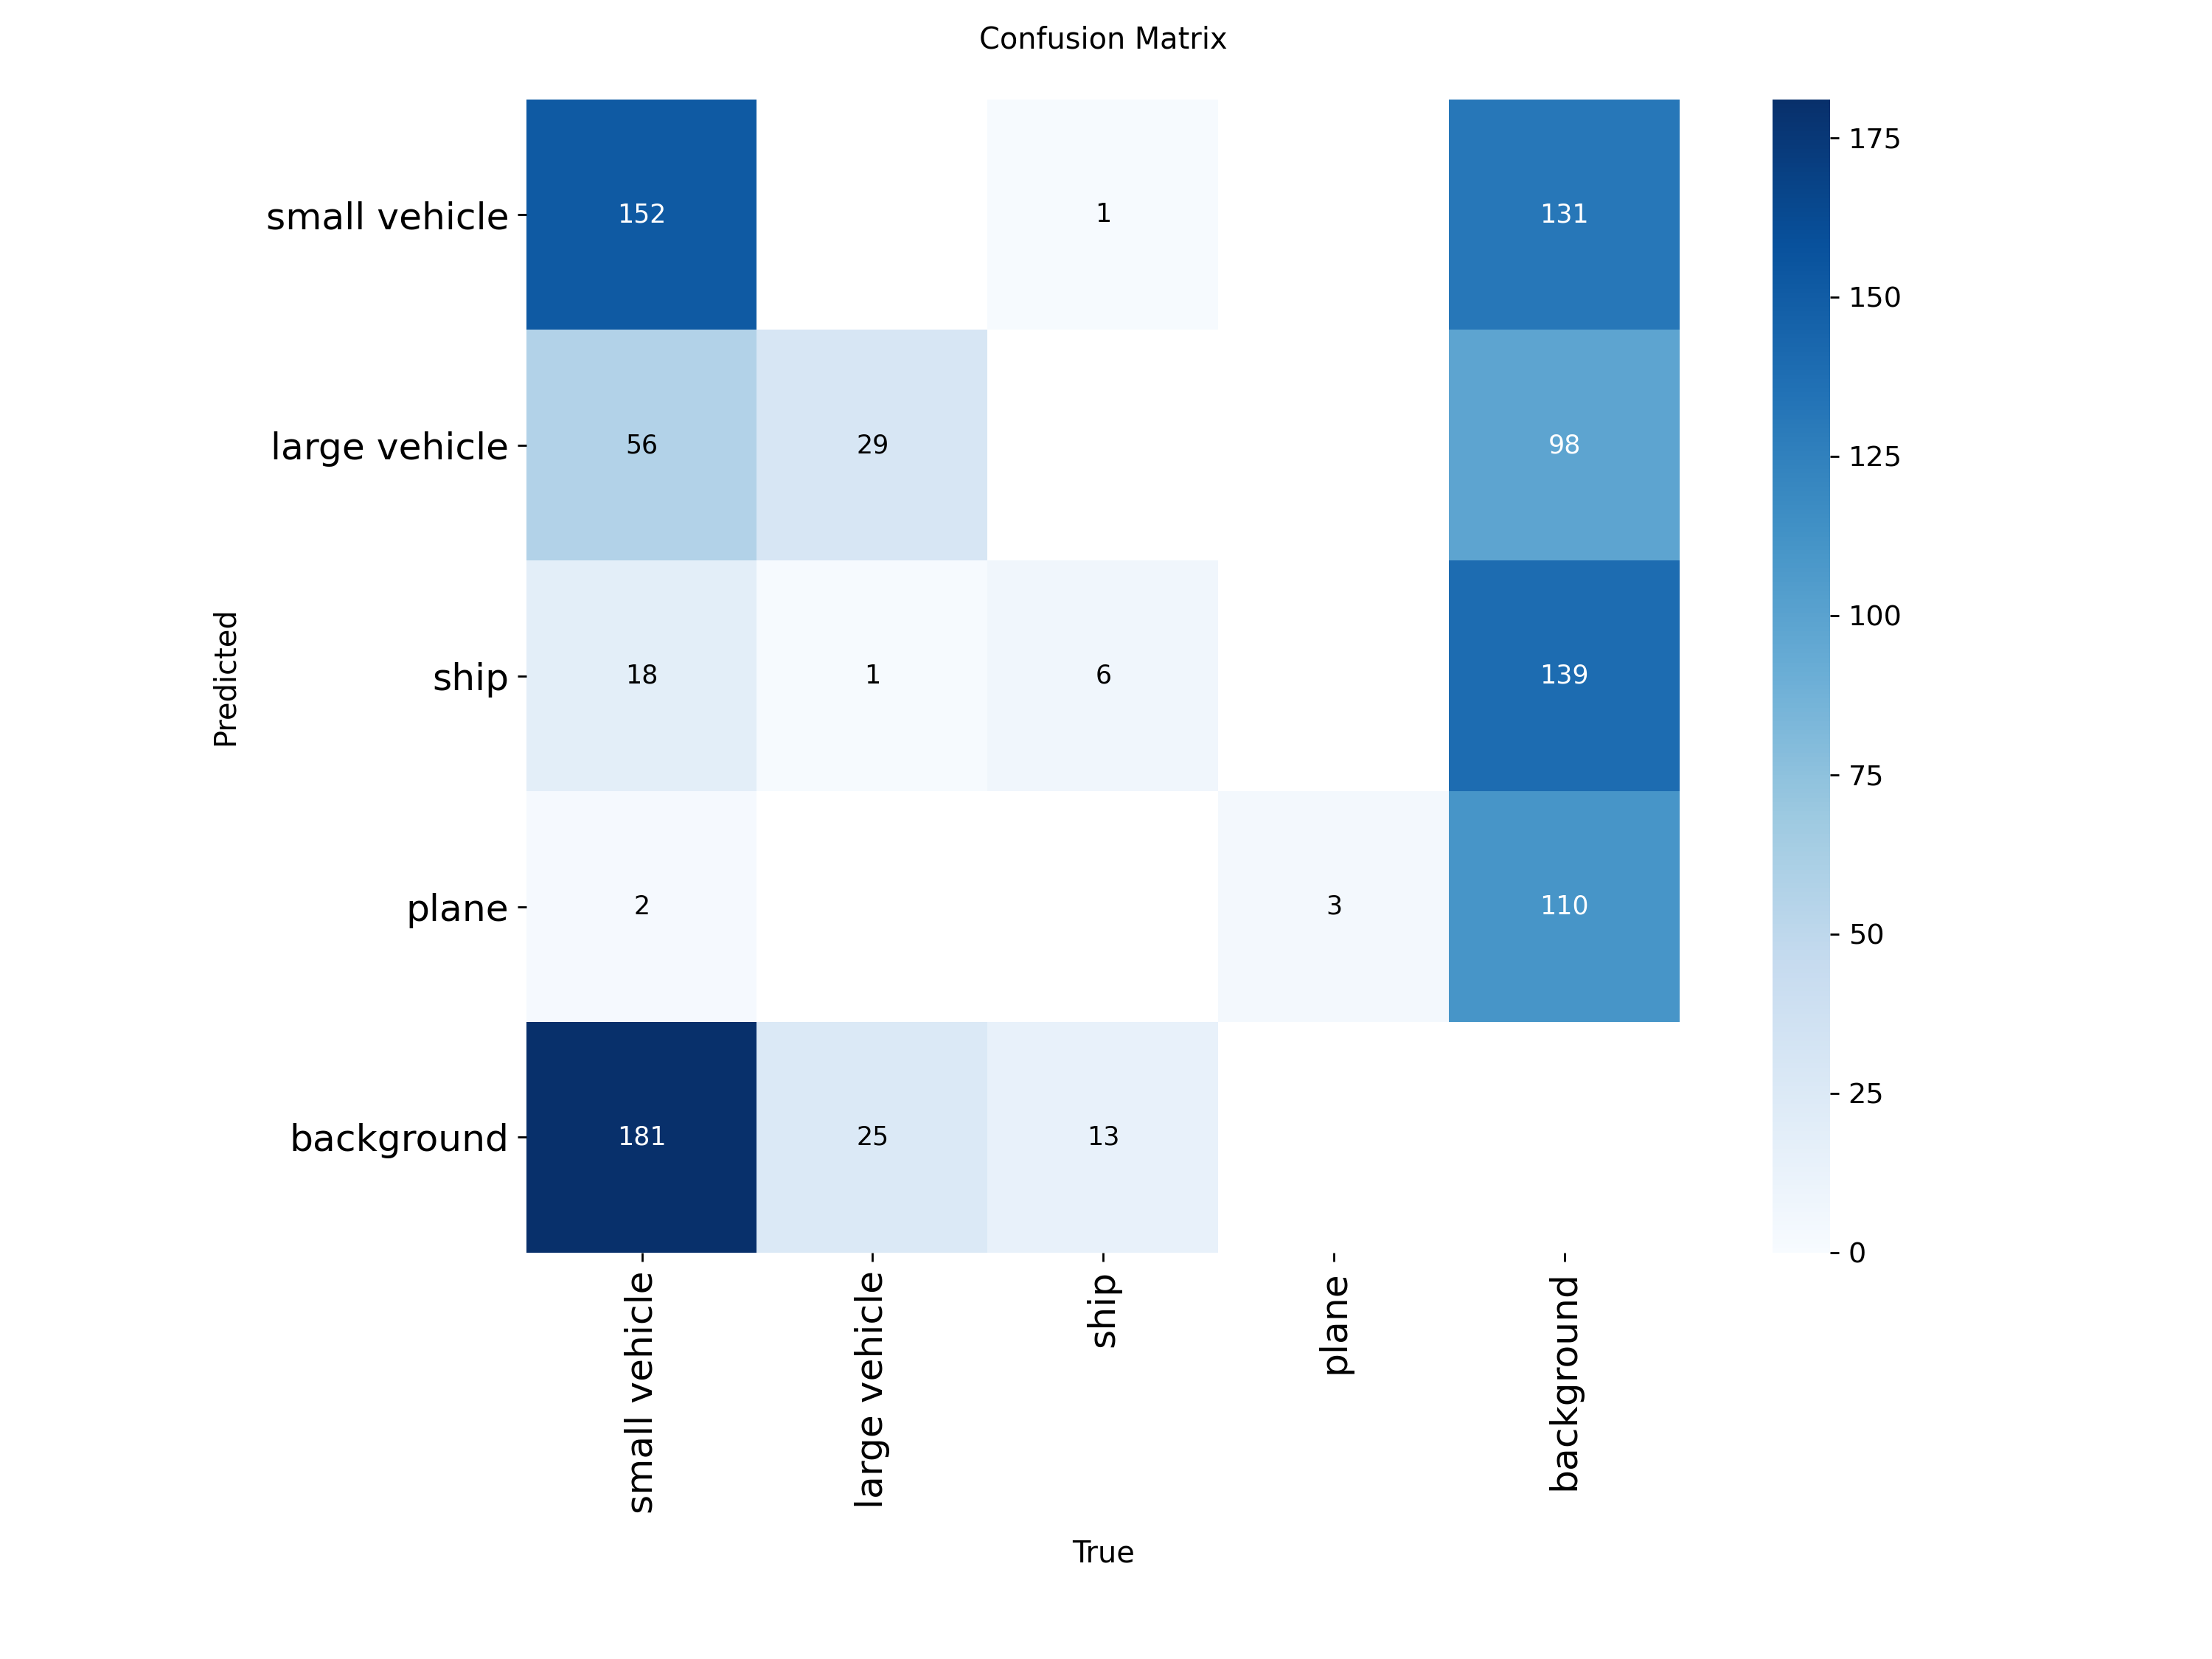 Confusion Matrix
small vehicle 152 1 131
large vehicle 56 29 98
ship 18 1 6 139
plane 2 3 110
background 181 25 13
Predicted
small vehicle
large vehicle
ship
plane
background
True
175
150
125
100
75
50
25
0